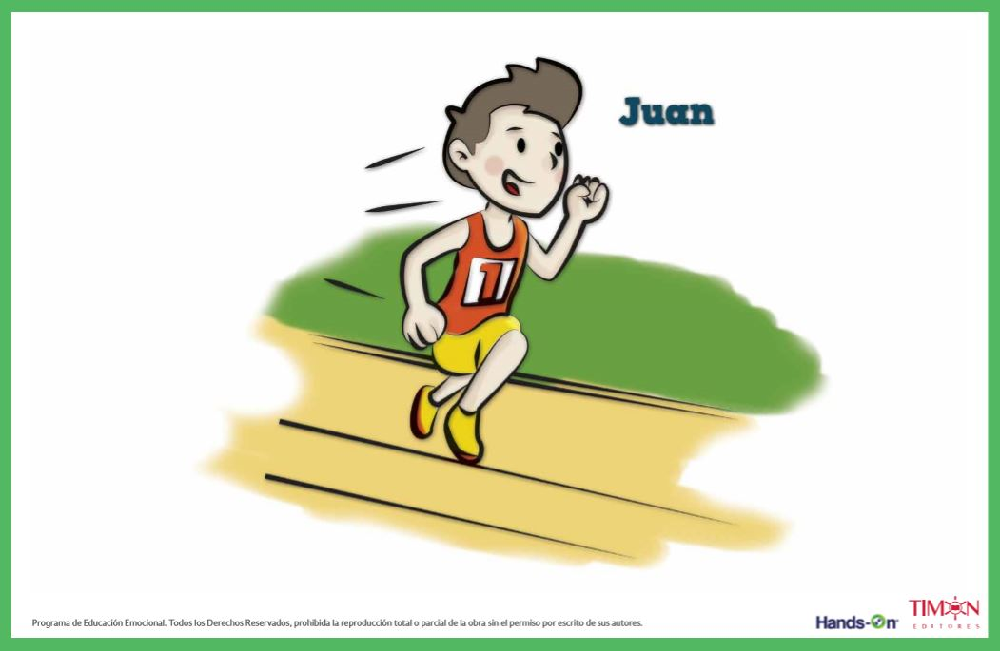 Juan
1
Programa de Educación Emocional. Todos los Derechos Reservados, prohibida la reproducción total o parcial de la obra sin el permiso por escrito de sus autores.
Hands-On
TIMON
EDITORES